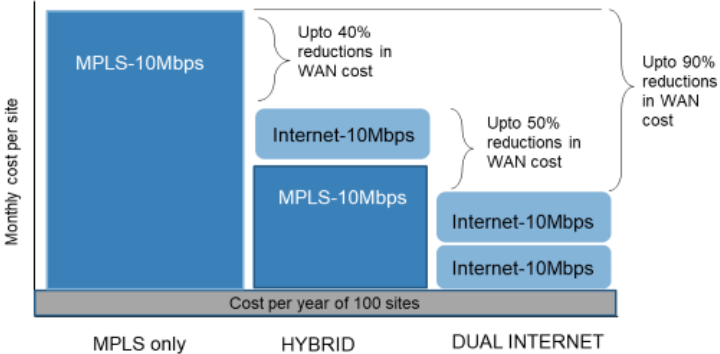 Monthly cost per site
MPLS-10Mbps
Upto 40%
reductions in
WAN cost
Internet-10Mbps
MPLS-10Mbps
Upto 50%
reductions in
WAN cost
Internet-10Mbps
Internet-10Mbps
Upto 90%
reductions
in WAN
cost
Cost per year of 100 sites
MPLS only
HYBRID
DUAL INTERNET